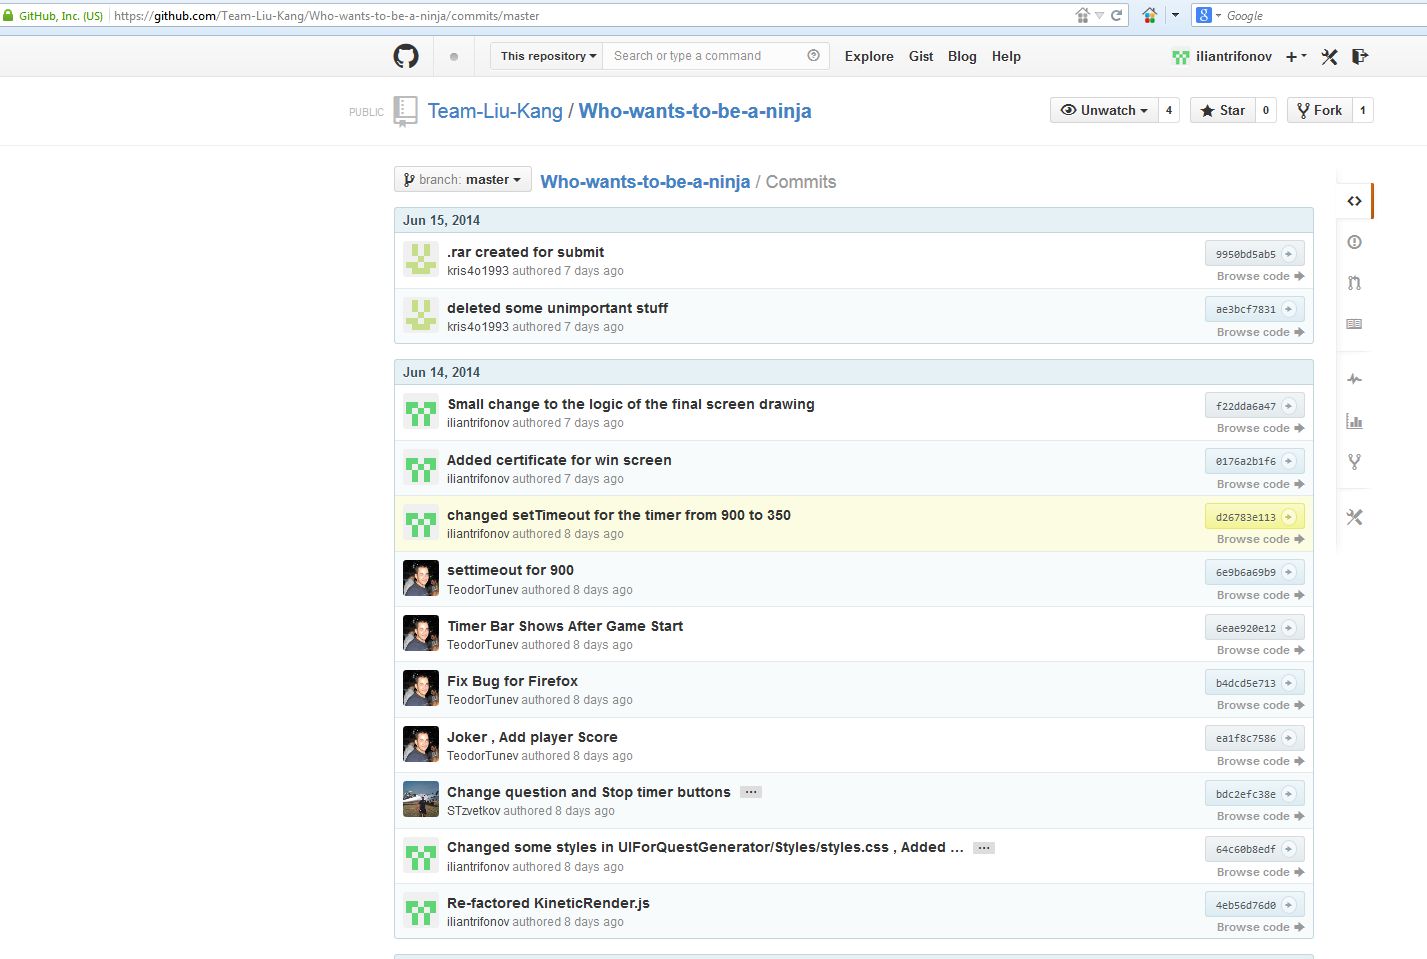 GitHub, Inc. (US) https://github.com/Team-Liu-Kang/Who-wants-to-be-a-ninja/commits/master Google
This repository Search or type a command Explore Gist Blog Help iliantrifonov
PUBLIC Team-Liu-Kang / Who-wants-to-be-a-ninja Unwatch 4 Star 0 Fork 1
branch: master Who-wants-to-be-a-ninja / Commits
Jun 15, 2014
.rar created for submit 9950bd5ab5
kris4o1993 authored 7 days ago Browse code
deleted some unimportant stuff ae3bcf7831
kris4o1993 authored 7 days ago Browse code
Jun 14, 2014
Small change to the logic of the final screen drawing f22dda6a47
iliantrifonov authored 7 days ago Browse code
Added certificate for win screen 0176a2b1f6
iliantrifonov authored 7 days ago Browse code
changed setTimeout for the timer from 900 to 350 d26783e113
iliantrifonov authored 8 days ago Browse code
settimeout for 900 6e9b6a69b9
TeodorTunev authored 8 days ago Browse code
Timer Bar Shows After Game Start 6eae920e12
TeodorTunev authored 8 days ago Browse code
Fix Bug for Firefox b4dcd5e713
TeodorTunev authored 8 days ago Browse code
Joker , Add player Score ea1f8c7586
TeodorTunev authored 8 days ago Browse code
Change question and Stop timer buttons ... bdc2efc38e
STzvetkov authored 8 days ago Browse code
Changed some styles in UIForQuestGenerator/Styles/styles.css , Added ... ... 64c60b8edf
iliantrifonov authored 8 days ago Browse code
Re-factored KineticRender.js 4eb56d76d0
iliantrifonov authored 8 days ago Browse code